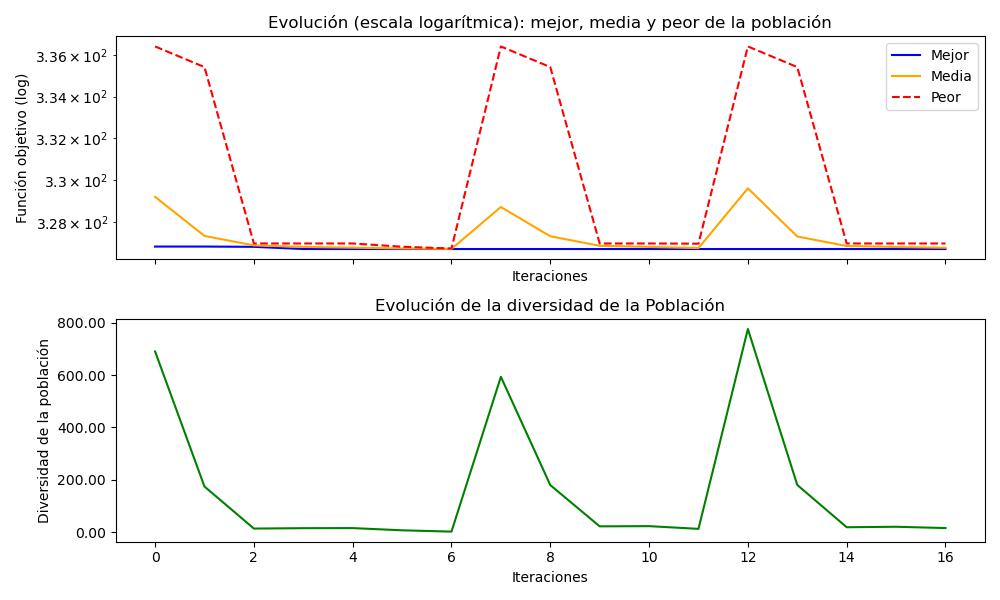 Evolución (escala logarítmica): mejor, media y peor de la población
Función objetivo (log)
3.36 × 10²
3.34 × 10²
3.32 × 10²
3.3 × 10²
3.28 × 10²
Mejor
Media
Peor
Iteraciones
Evolución de la diversidad de la Población
Diversidad de la población
800.00
600.00
400.00
200.00
0.00
0 2 4 6 8 10 12 14 16
Iteraciones